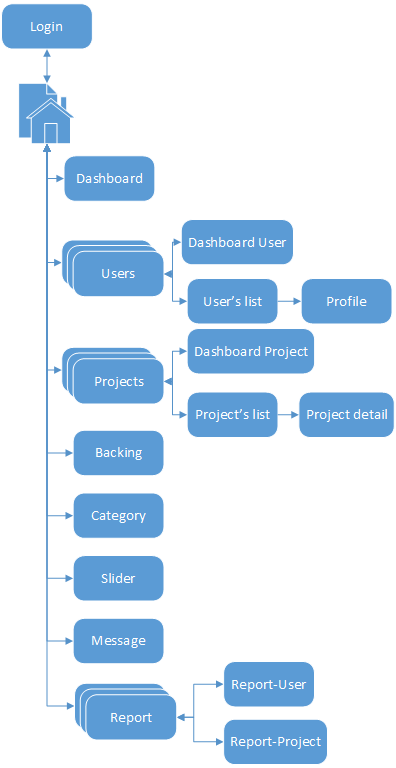 Login
Dashboard
Dashboard User
Users
User's list
Profile
Dashboard Project
Projects
Project's list
Project detail
Backing
Category
Slider
Message
Report-User
Report
Report-Project